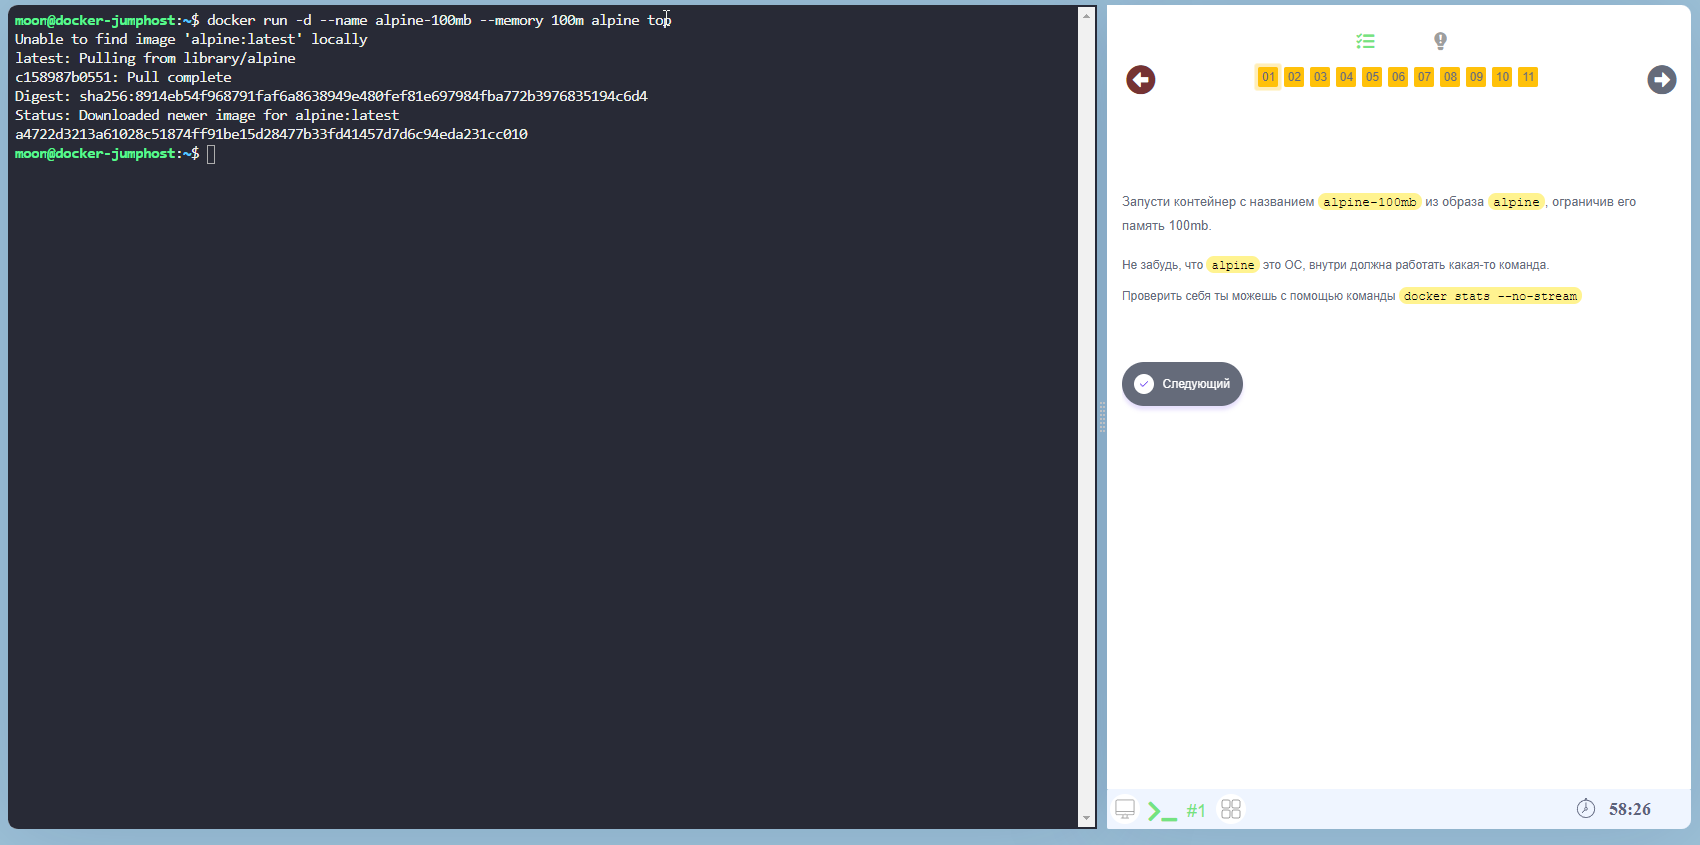 moon@docker-jumphost:~$ docker run -d --name alpine-100mb --memory 100m alpine top
Unable to find image 'alpine:latest' locally
latest: Pulling from library/alpine
c158987b0551: Pull complete
Digest: sha256:8914eb54f968791faf6a8638949e480fef81e697984fba772b3976835194c6d4
Status: Downloaded newer image for alpine:latest
a4722d3213a61028c51874ff91be15d28477b33fd41457d7d6c94eda231cc010
moon@docker-jumphost:~$
01 02 03 04 05 06 07 08 09 10 11
Запусти контейнер с названием alpine-100mb из образа alpine, ограничив его
память 100mb.
Не забудь, что alpine это ОС, внутри должна работать какая-то команда.
Проверить себя ты можешь с помощью команды docker stats --no-stream
Следующий
#1
58:26